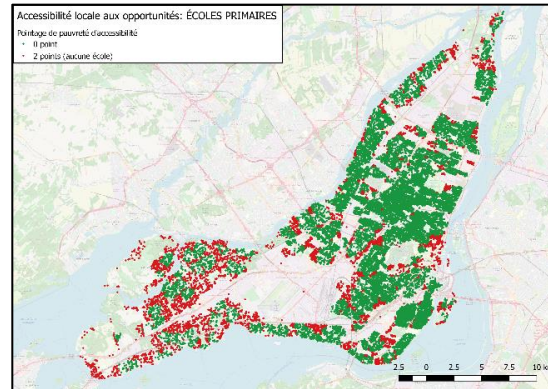 Accessibilité locale aux opportunités: ÉCOLES PRIMAIRES
Pointage de pauvreté d'accessibilité
0 point
2 points (aucune école)
2.5 0 2.5 5 7.5 10 k